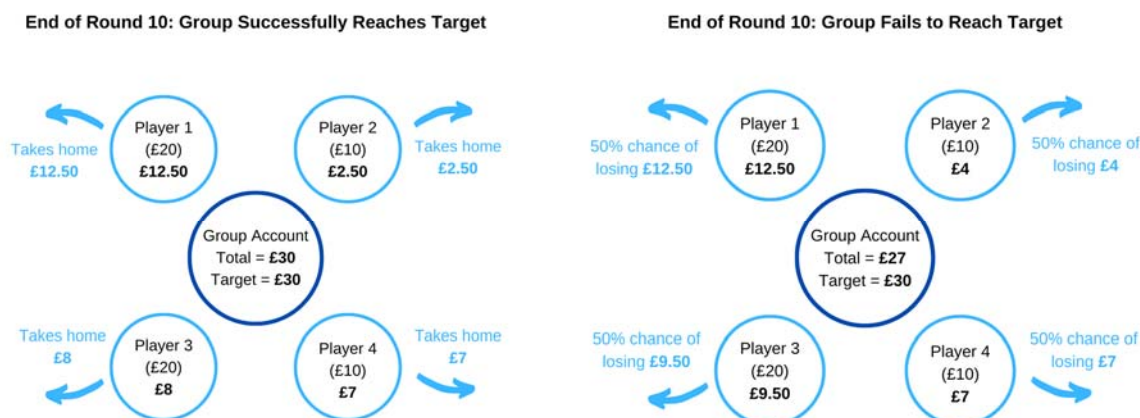 End of Round 10: Group Successfully Reaches Target
Player 1
(£20)
£12.50
Takes home
£12.50
Player 2
(£10)
£2.50
Takes home
£2.50
Group Account
Total = £30
Target = £30
Takes home
£8
Player 3
(£20)
£8
Player 4
(£10)
£7
Takes home
£7
End of Round 10: Group Fails to Reach Target
50% chance of
losing £12.50
Player 1
(£20)
£12.50
Player 2
(£10)
£4
50% chance of
losing £4
Group Account
Total = £27
Target = £30
50% chance of
losing £9.50
Player 3
(£20)
£9.50
Player 4
(£10)
£7
50% chance of
losing £7